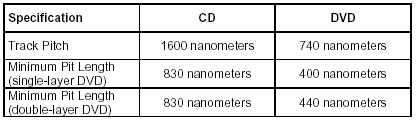 Specification CD DVD
Track Pitch 1600 nanometers 740 nanometers
Minimum Pit Length
(single-layer DVD) 830 nanometers 400 nanometers
Minimum Pit Length
(double-layer DVD) 830 nanometers 440 nanometers